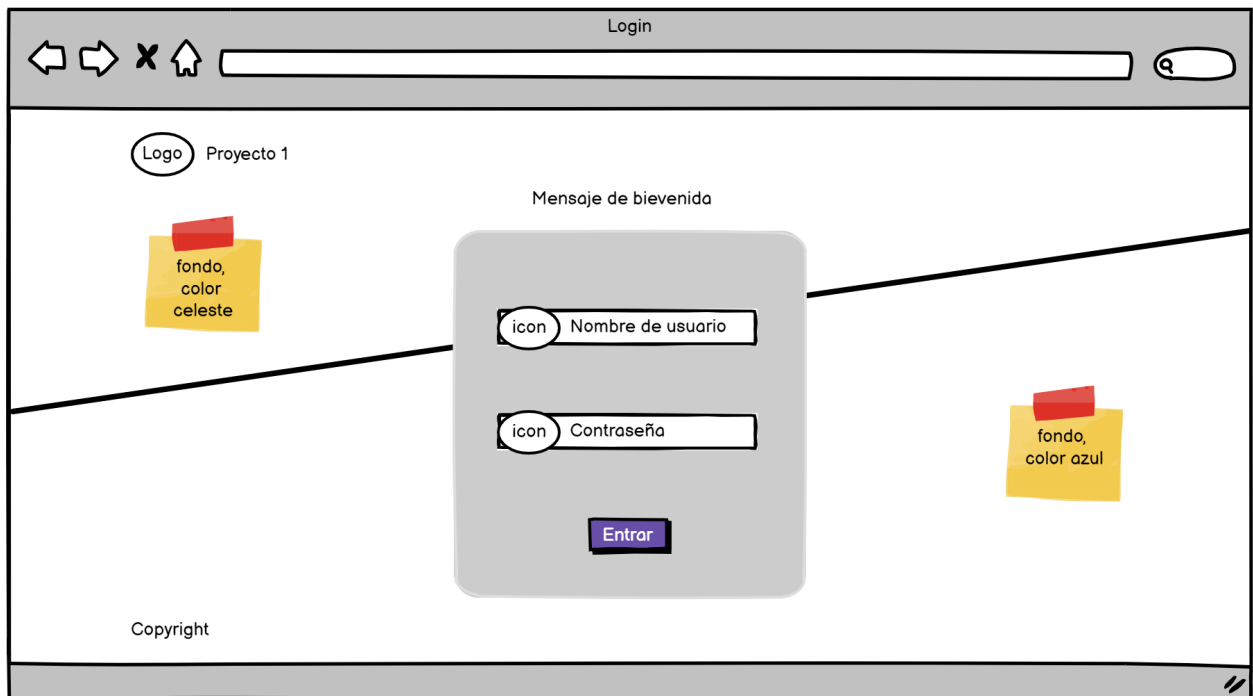 Login
Logo Proyecto 1
Mensaje de bievenida
fondo,
color
celeste
icon Nombre de usuario
icon Contraseña
fondo,
color azul
Entrar
Copyright